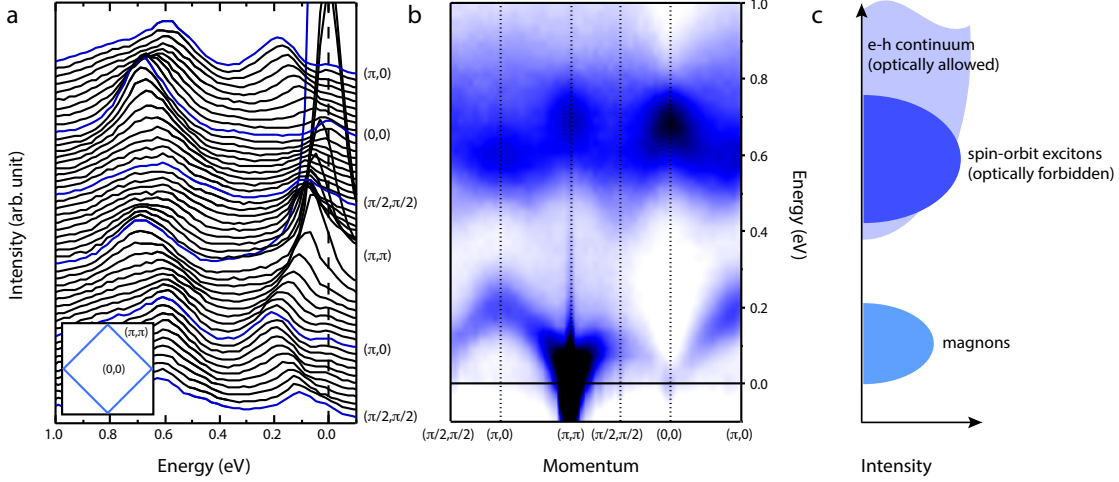 a
Intensity (arb. unit)
(π,0)
(0,0)
(π/2,π/2)
(π,π)
(π,0)
(π/2,π/2)
(π,π)
(0,0)
1.0 0.8 0.6 0.4 0.2 0.0
Energy (eV)
b
1.0
0.8
0.6
0.4
0.2
0.0
Energy (eV)
(π/2,π/2) (π,0) (π,π) (π/2,π/2) (0,0) (π,0)
Momentum
c
e-h continuum
(optically allowed)
spin-orbit excitons
(optically forbidden)
magnons
Intensity